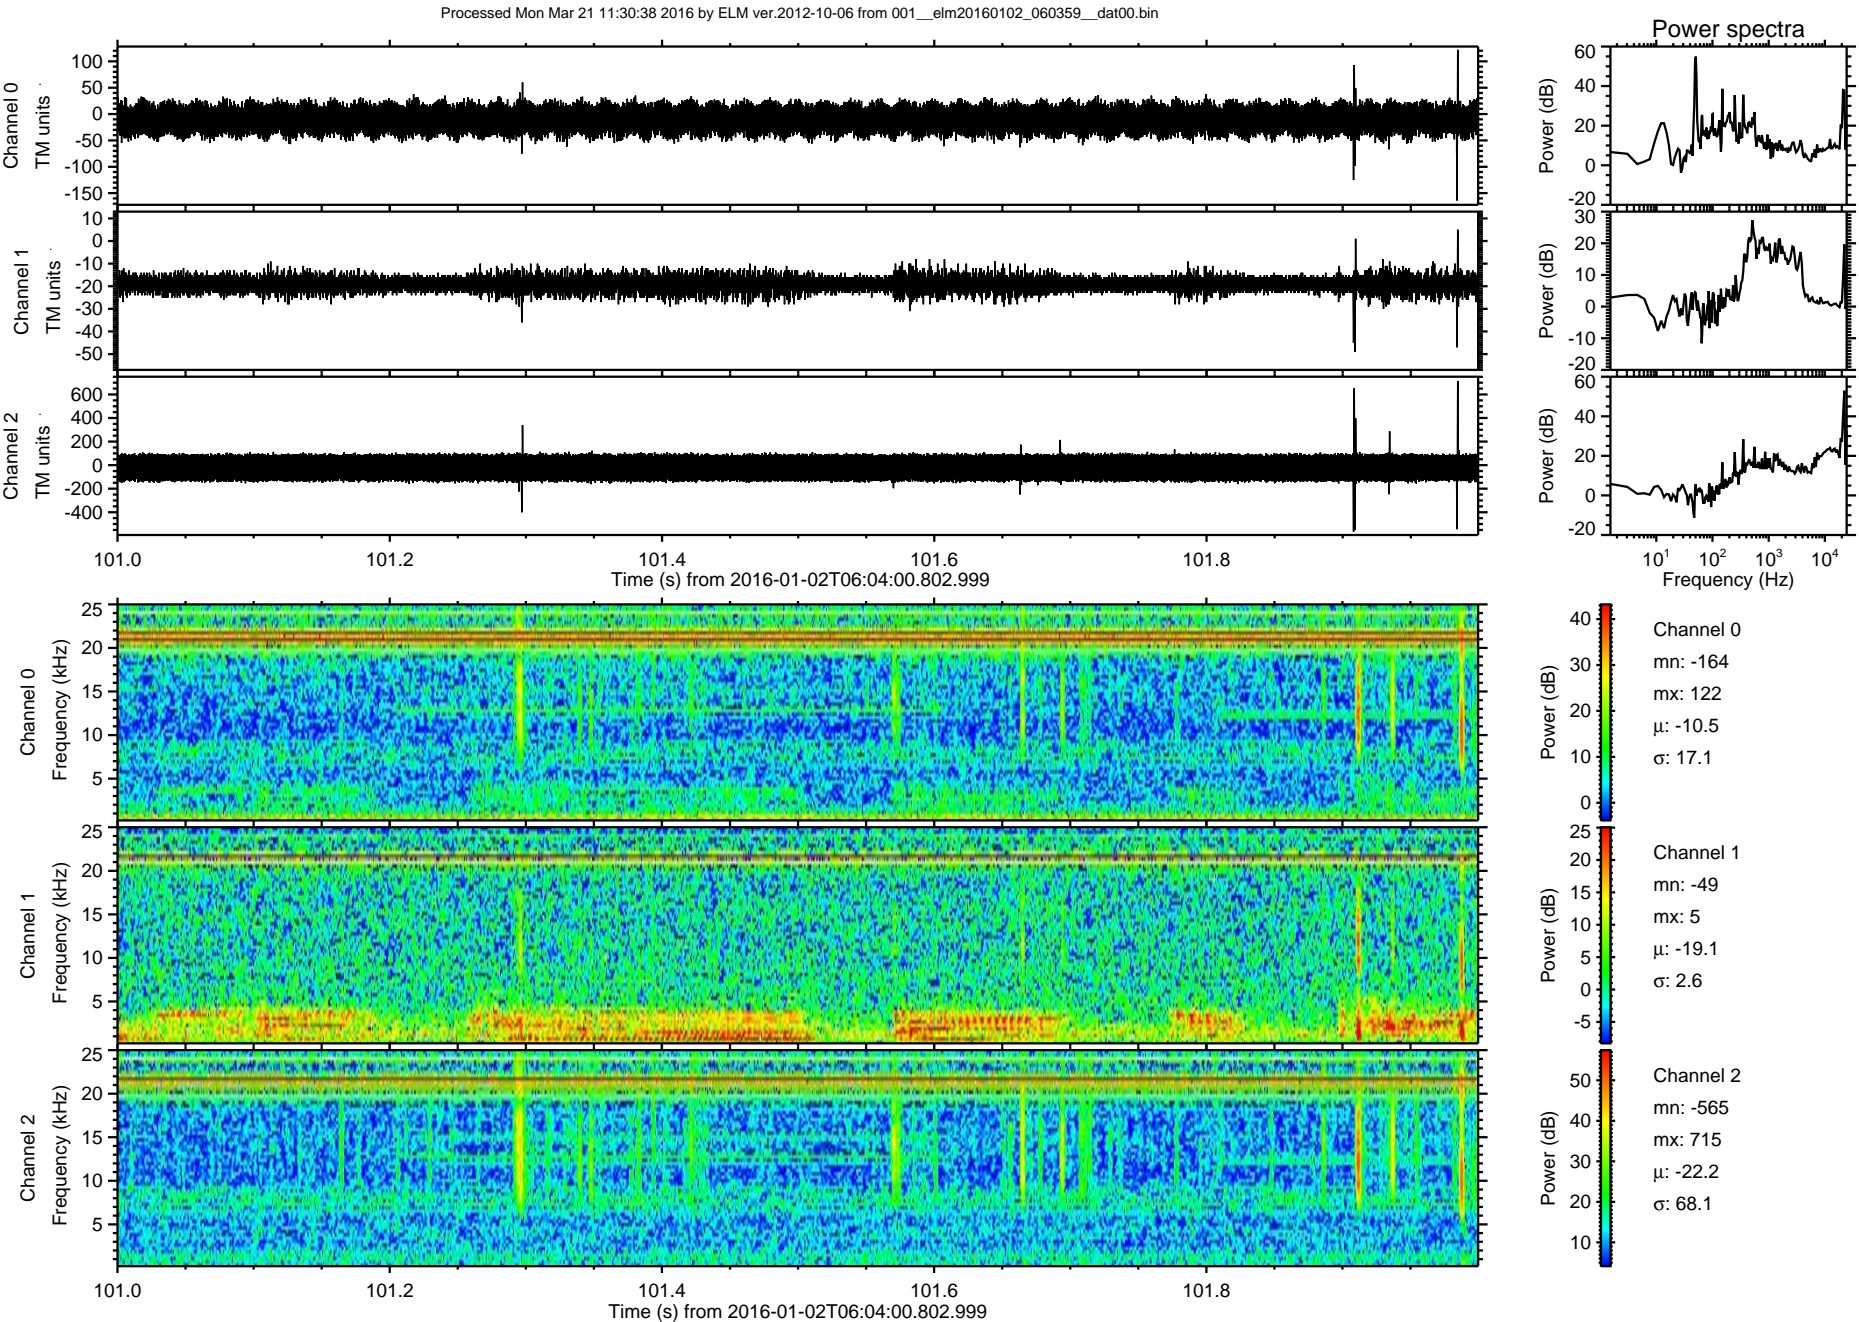 Processed Mon Mar 21 11:30:38 2016 by ELM ver.2012-10-06 from 001__elm20160102_060359__dat00.bin
Power spectra
Channel 0
TM units
100
50
0
-50
-100
-150
Power (dB)
60
40
20
0
-20
Channel 1
TM units
10
0
-10
-20
-30
-40
-50
Power (dB)
30
20
10
0
-10
-20
Channel 2
TM units
600
400
200
0
-200
-400
Power (dB)
60
40
20
0
-20
101.0 101.2 101.4 101.6 101.8
Time (s) from 2016-01-02T06:04:00.802.999
10^1 10^2 10^3 10^4
Frequency (Hz)
Channel 0
Frequency (kHz)
25
20
15
10
5
Power (dB)
40
30
20
10
0
Channel 0
mn: -164
mx: 122
μ: -10.5
σ: 17.1
Channel 1
Frequency (kHz)
25
20
15
10
5
Power (dB)
25
20
15
10
5
0
-5
Channel 1
mn: -49
mx: 5
μ: -19.1
σ: 2.6
Channel 2
Frequency (kHz)
25
20
15
10
5
Power (dB)
50
40
30
20
10
Channel 2
mn: -565
mx: 715
μ: -22.2
σ: 68.1
101.0 101.2 101.4 101.6 101.8
Time (s) from 2016-01-02T06:04:00.802.999